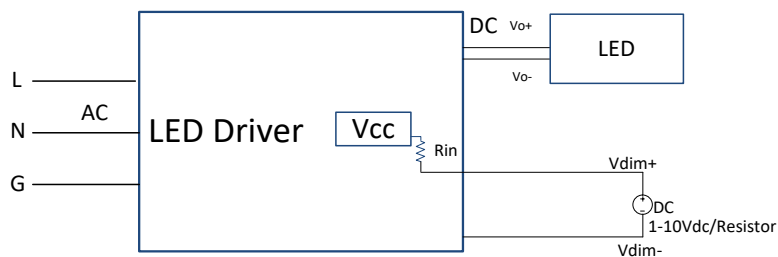 DC Vo+
LED
L
Vo-
AC
N
LED Driver
Vcc
Rin
Vdim+
G
DC
1-10Vdc/Resistor
Vdim-